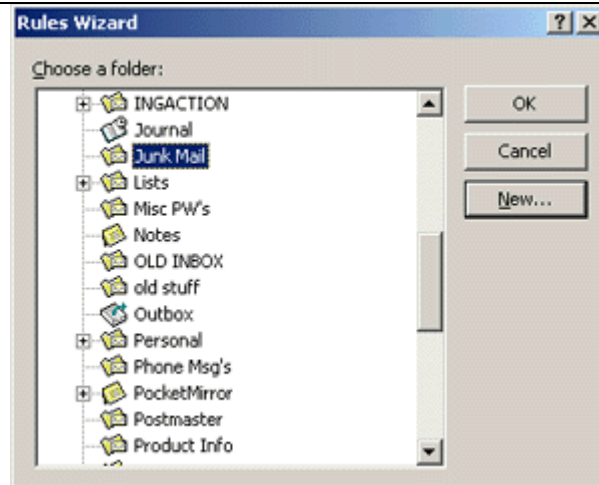 Rules Wizard
Choose a folder:
INGACTION
Journal
Junk Mail
Lists
Misc PW's
Notes
OLD INBOX
old stuff
Outbox
Personal
Phone Msg's
PocketMirror
Postmaster
Product Info
OK
Cancel
New...